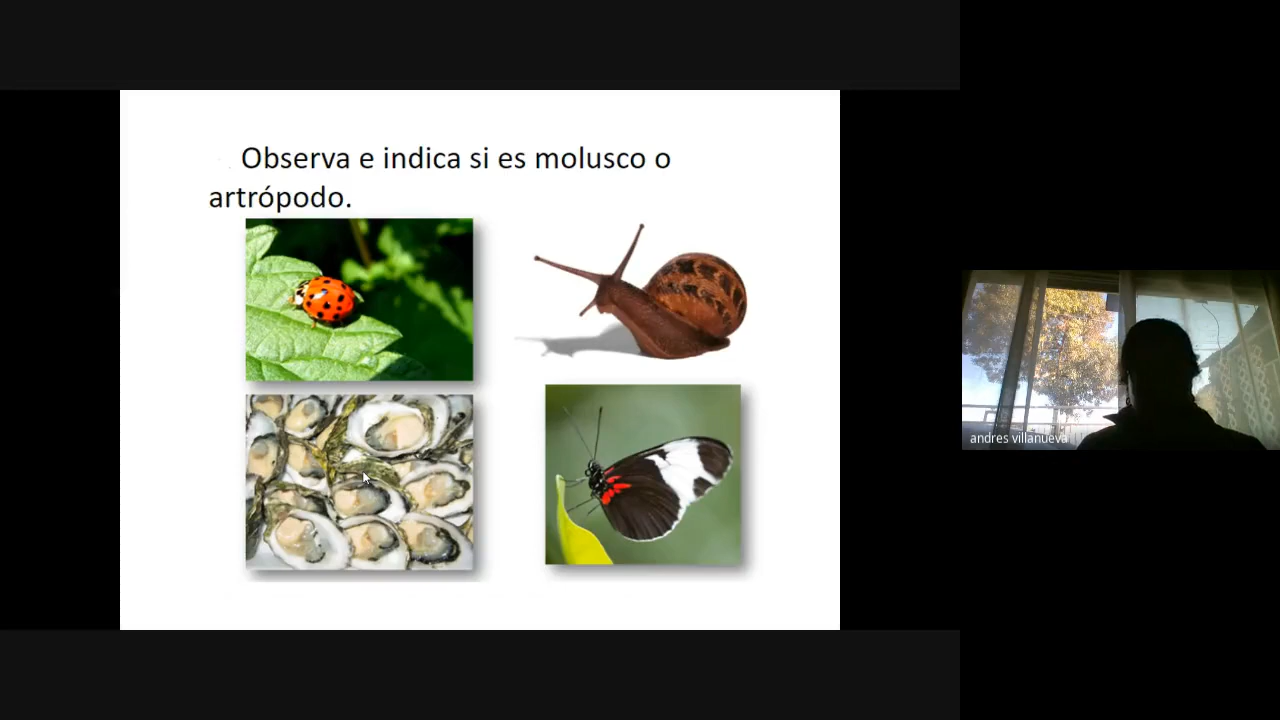 Observa e indica si es molusco o
artrópodo.
andres villanueva